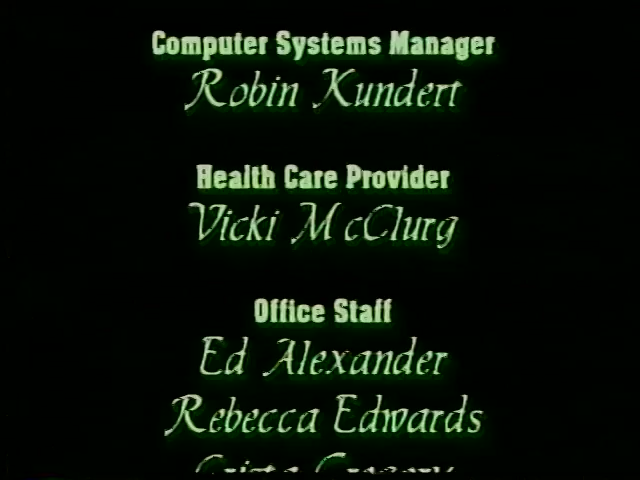 Computer Systems Manager
Robin Kundert
Health Care Provider
Vicki McClurg
Office Staff
Ed Alexander
Rebecca Edwards